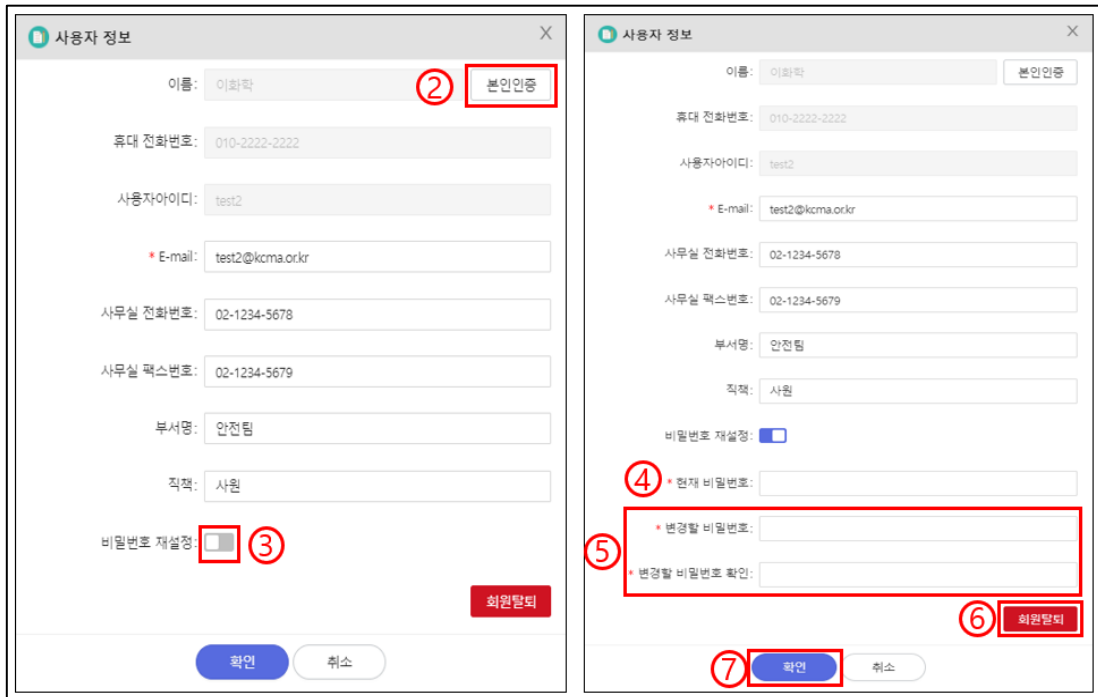 사용자 정보 X
이름: 이화학 ② 본인인증
휴대 전화번호: 010-2222-2222
사용자아이디: test2
* E-mail: test2@kcma.or.kr
사무실 전화번호: 02-1234-5678
사무실 팩스번호: 02-1234-5679
부서명: 안전팀
직책: 사원
비밀번호 재설정: ③
회원탈퇴
확인 취소
사용자 정보 X
이름: 이화학 본인인증
휴대 전화번호: 010-2222-2222
사용자아이디: test2
* E-mail: test2@kcma.or.kr
사무실 전화번호: 02-1234-5678
사무실 팩스번호: 02-1234-5679
부서명: 안전팀
직책: 사원
비밀번호 재설정:
④ * 현재 비밀번호:
⑤ * 변경할 비밀번호:
* 변경할 비밀번호 확인:
⑥ 회원탈퇴
⑦ 확인 취소